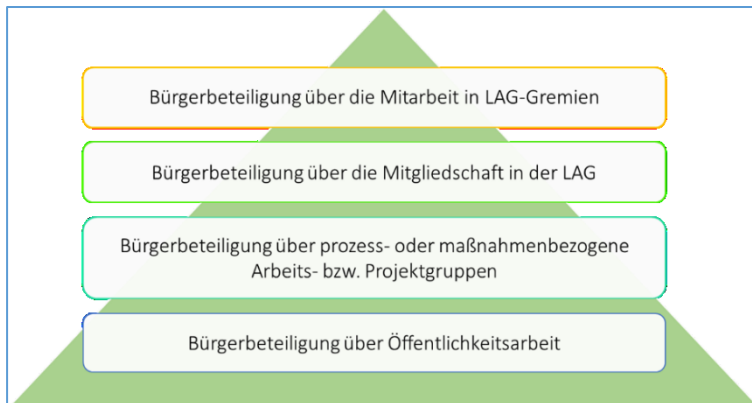 Bürgerbeteiligung über die Mitarbeit in LAG-Gremien
Bürgerbeteiligung über die Mitgliedschaft in der LAG
Bürgerbeteiligung über prozess- oder maßnahmenbezogene
Arbeits- bzw. Projektgruppen
Bürgerbeteiligung über Öffentlichkeitsarbeit